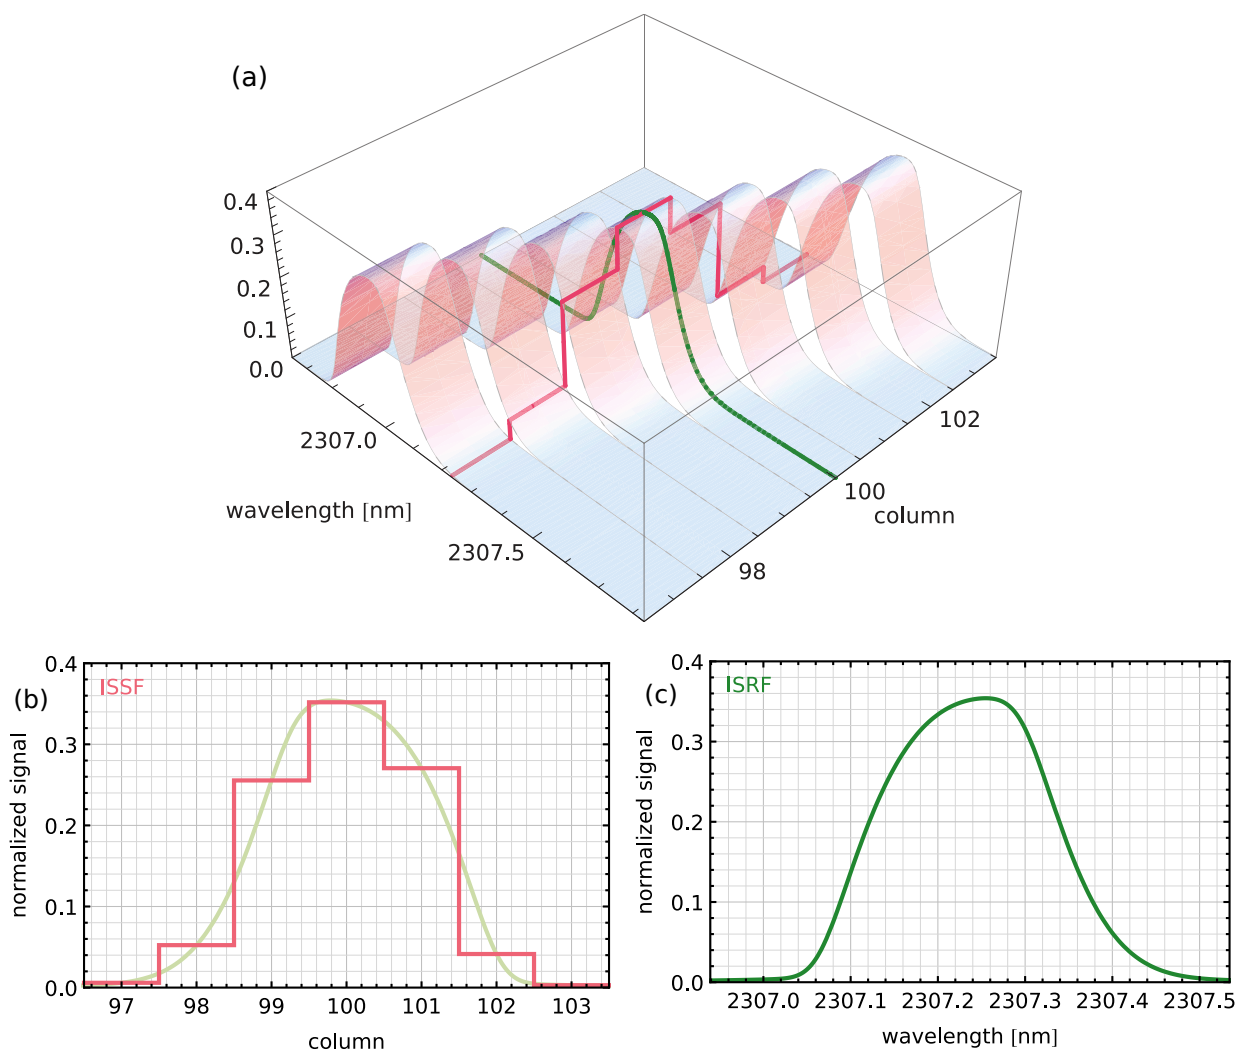 (a)
0.4
0.3
0.2
0.1
0.0
2307.0
wavelength [nm]
2307.5
102
100
column
98
(b)
ISSF
0.4
0.3
0.2
0.1
0.0
normalized signal
97 98 99 100 101 102 103
column
(c)
ISRF
0.4
0.3
0.2
0.1
0.0
normalized signal
2307.0 2307.1 2307.2 2307.3 2307.4 2307.5
wavelength [nm]